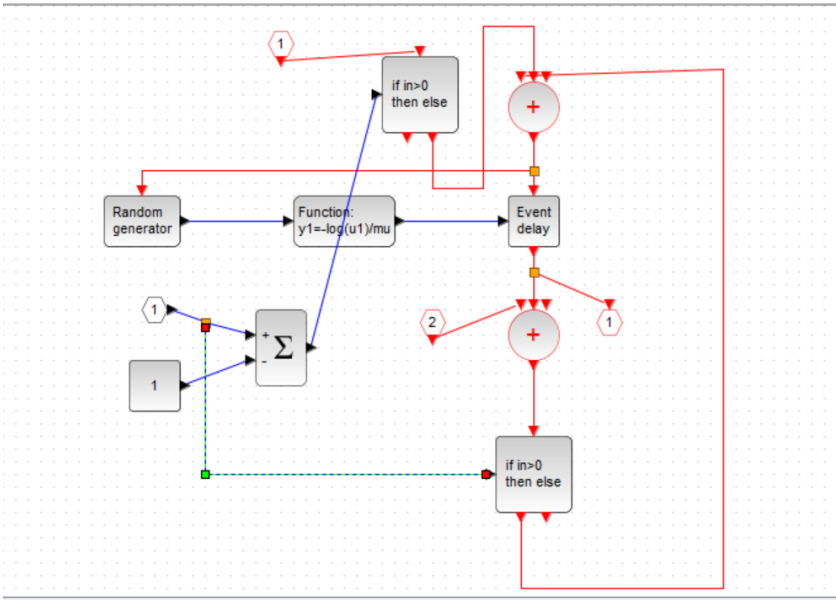 1
if in>0
then else
+
Random
generator
Function:
y1=-log(u1)/mu
Event
delay
1
+
-
Σ
2
+
1
1
if in>0
then else